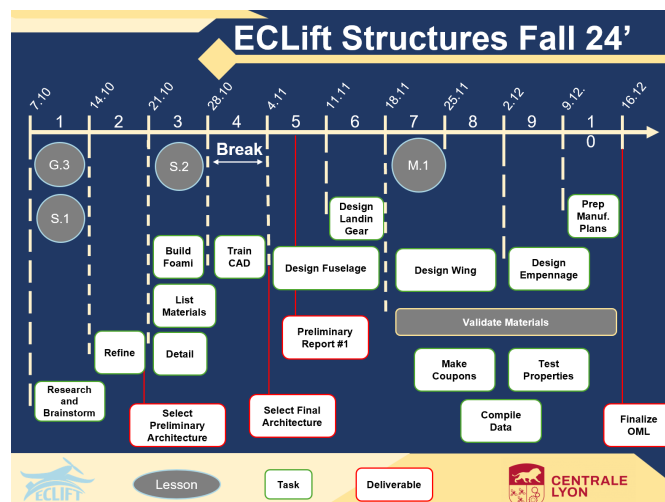 ECLift Structures Fall 24’
7.10
14.10
21.10
28.10
4.11
11.11
18.11
25.11
2.12
9.12.
16.12
1
2
3
4
5
6
7
8
9
1
0
G.3
S.1
S.2
Break
M.1
Design
Landin
Gear
Prep
Manuf.
Plans
Build
Foami
Train
CAD
Design Fuselage
Design Wing
Design
Empennage
List
Materials
Preliminary
Report #1
Validate Materials
Refine
Detail
Make
Coupons
Test
Properties
Research
and
Brainstorm
Select
Preliminary
Architecture
Select Final
Architecture
Compile
Data
Finalize
OML
ECLIFT
Lesson
Task
Deliverable
CENTRALE
LYON